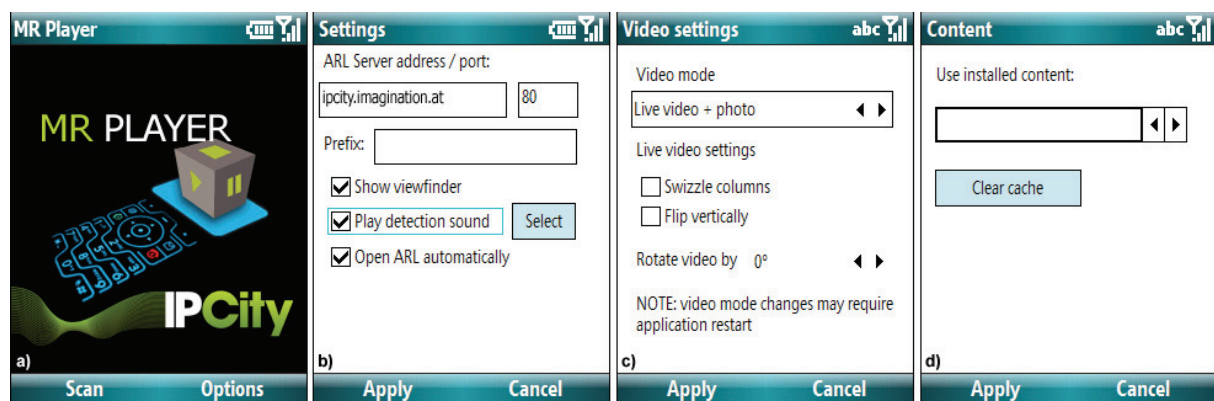 MR Player
MR PLAYER
IPCity
a)
Scan Options
Settings
ARL Server address / port:
ipcity.imagination.at 80
Prefix:
Show viewfinder
Play detection sound Select
Open ARL automatically
b)
Apply Cancel
Video settings abc
Video mode
Live video + photo
Live video settings
Swizzle columns
Flip vertically
Rotate video by 0°
NOTE: video mode changes may require
application restart
c)
Apply Cancel
Content abc
Use installed content:
Clear cache
d)
Apply Cancel